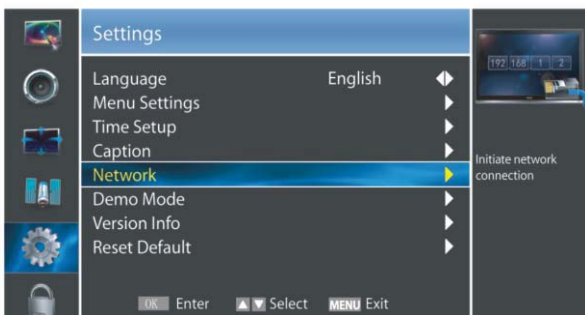 Settings
Language English
Menu Settings
Time Setup
Caption
Network
Demo Mode
Version Info
Reset Default
OK Enter Select MENU Exit
192 168 1 2
Initiate network
connection